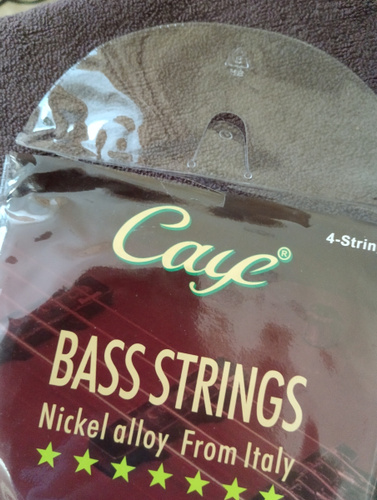 Caye®
4-Strin
BASS STRINGS
Nickel alloy From Italy